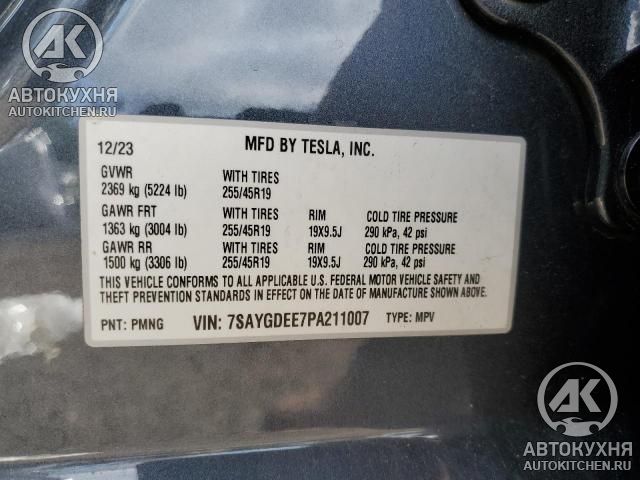 AK
АВТОКУХНЯ
AUTOKITCHEN.RU
12/23 MFD BY TESLA, INC.
GVWR WITH TIRES
2369 kg (5224 lb) 255/45R19
GAWR FRT WITH TIRES RIM COLD TIRE PRESSURE
1363 kg (3004 lb) 255/45R19 19X9.5J 290 kPa, 42 psi
GAWR RR WITH TIRES RIM COLD TIRE PRESSURE
1500 kg (3306 lb) 255/45R19 19X9.5J 290 kPa, 42 psi
THIS VEHICLE CONFORMS TO ALL APPLICABLE U.S. FEDERAL MOTOR VEHICLE SAFETY AND
THEFT PREVENTION STANDARDS IN EFFECT ON THE DATE OF MANUFACTURE SHOWN ABOVE.
PNT: PMNG VIN: 7SAYGDEE7PA211007 TYPE: MPV
AK
АВТОКУХНЯ
AUTOKITCHEN.RU